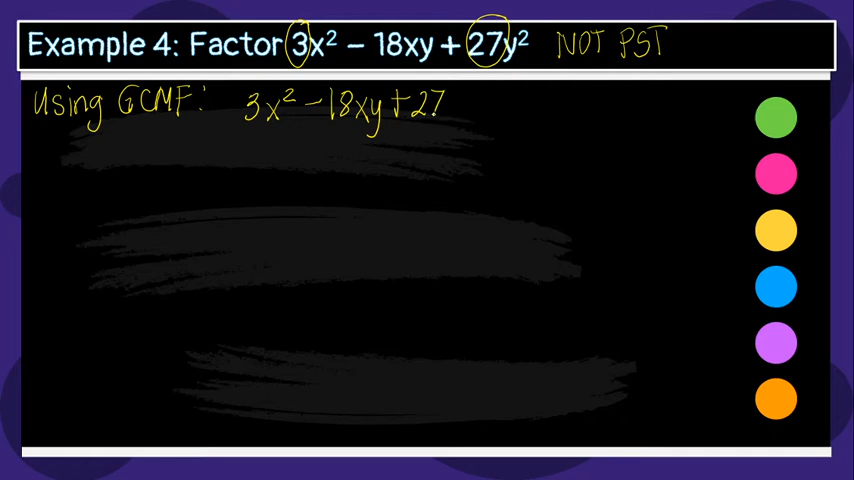 Example 4: Factor 3x² – 18xy + 27y² NOT PST
Using GCMF: 3x² – 18xy + 27